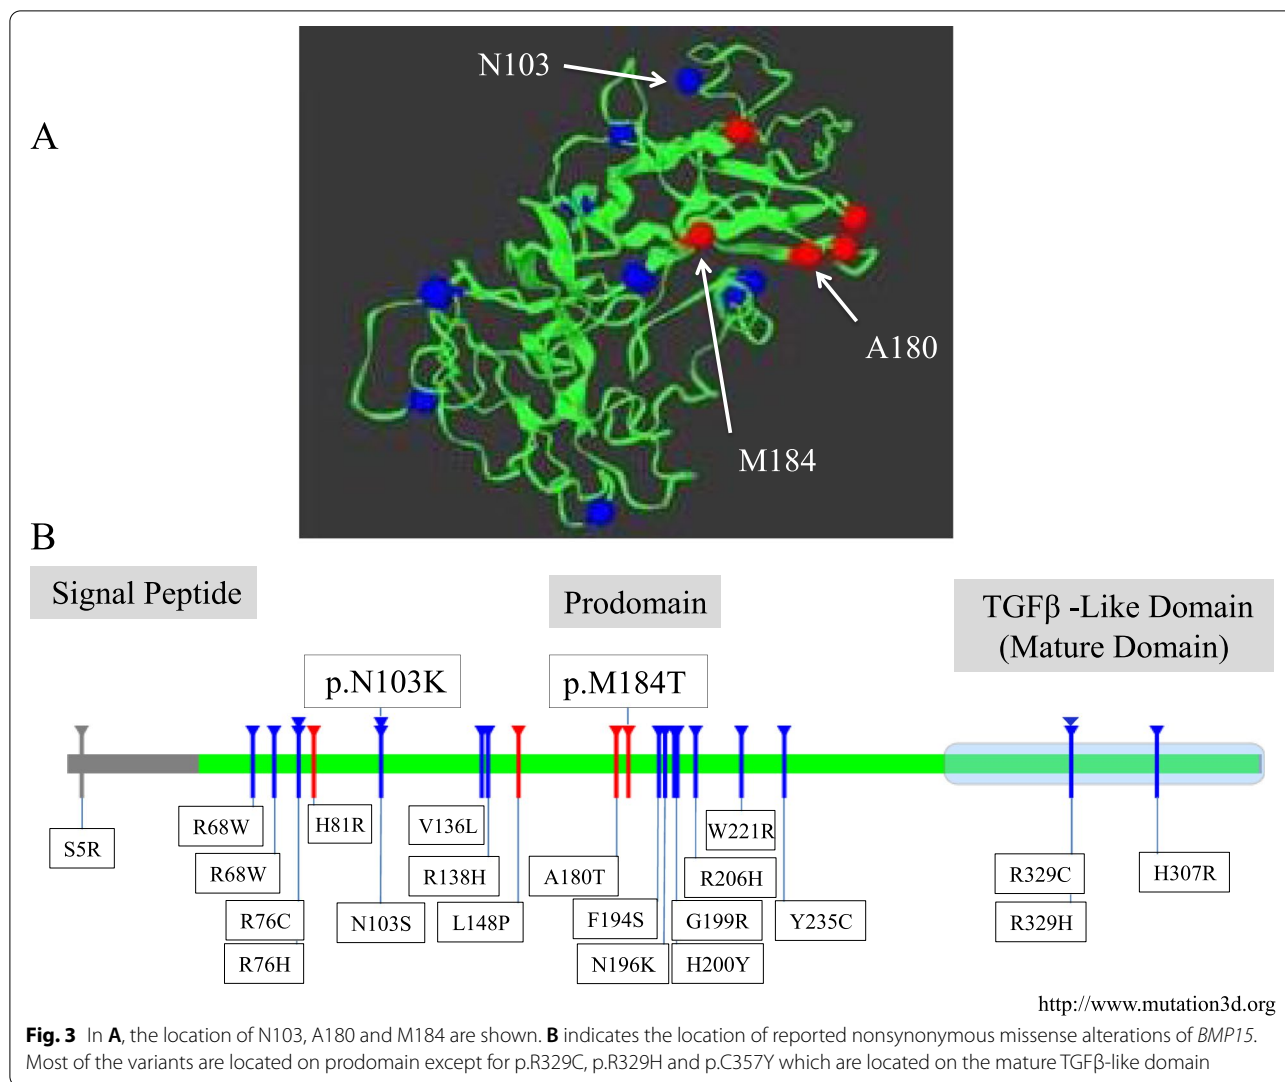 A
N103
A180
M184
B
Signal Peptide
Prodomain
TGFβ -Like Domain
(Mature Domain)
p.N103K
p.M184T
S5R
R68W
H81R
V136L
W221R
R68W
R138H
A180T
R206H
R329C
H307R
R76C
N103S
L148P
F194S
G199R
Y235C
R329H
R76H
N196K
H200Y
http://www.mutation3d.org
Fig. 3 In A, the location of N103, A180 and M184 are shown. B indicates the location of reported nonsynonymous missense alterations of BMP15.
Most of the variants are located on prodomain except for p.R329C, p.R329H and p.C357Y which are located on the mature TGFβ-like domain